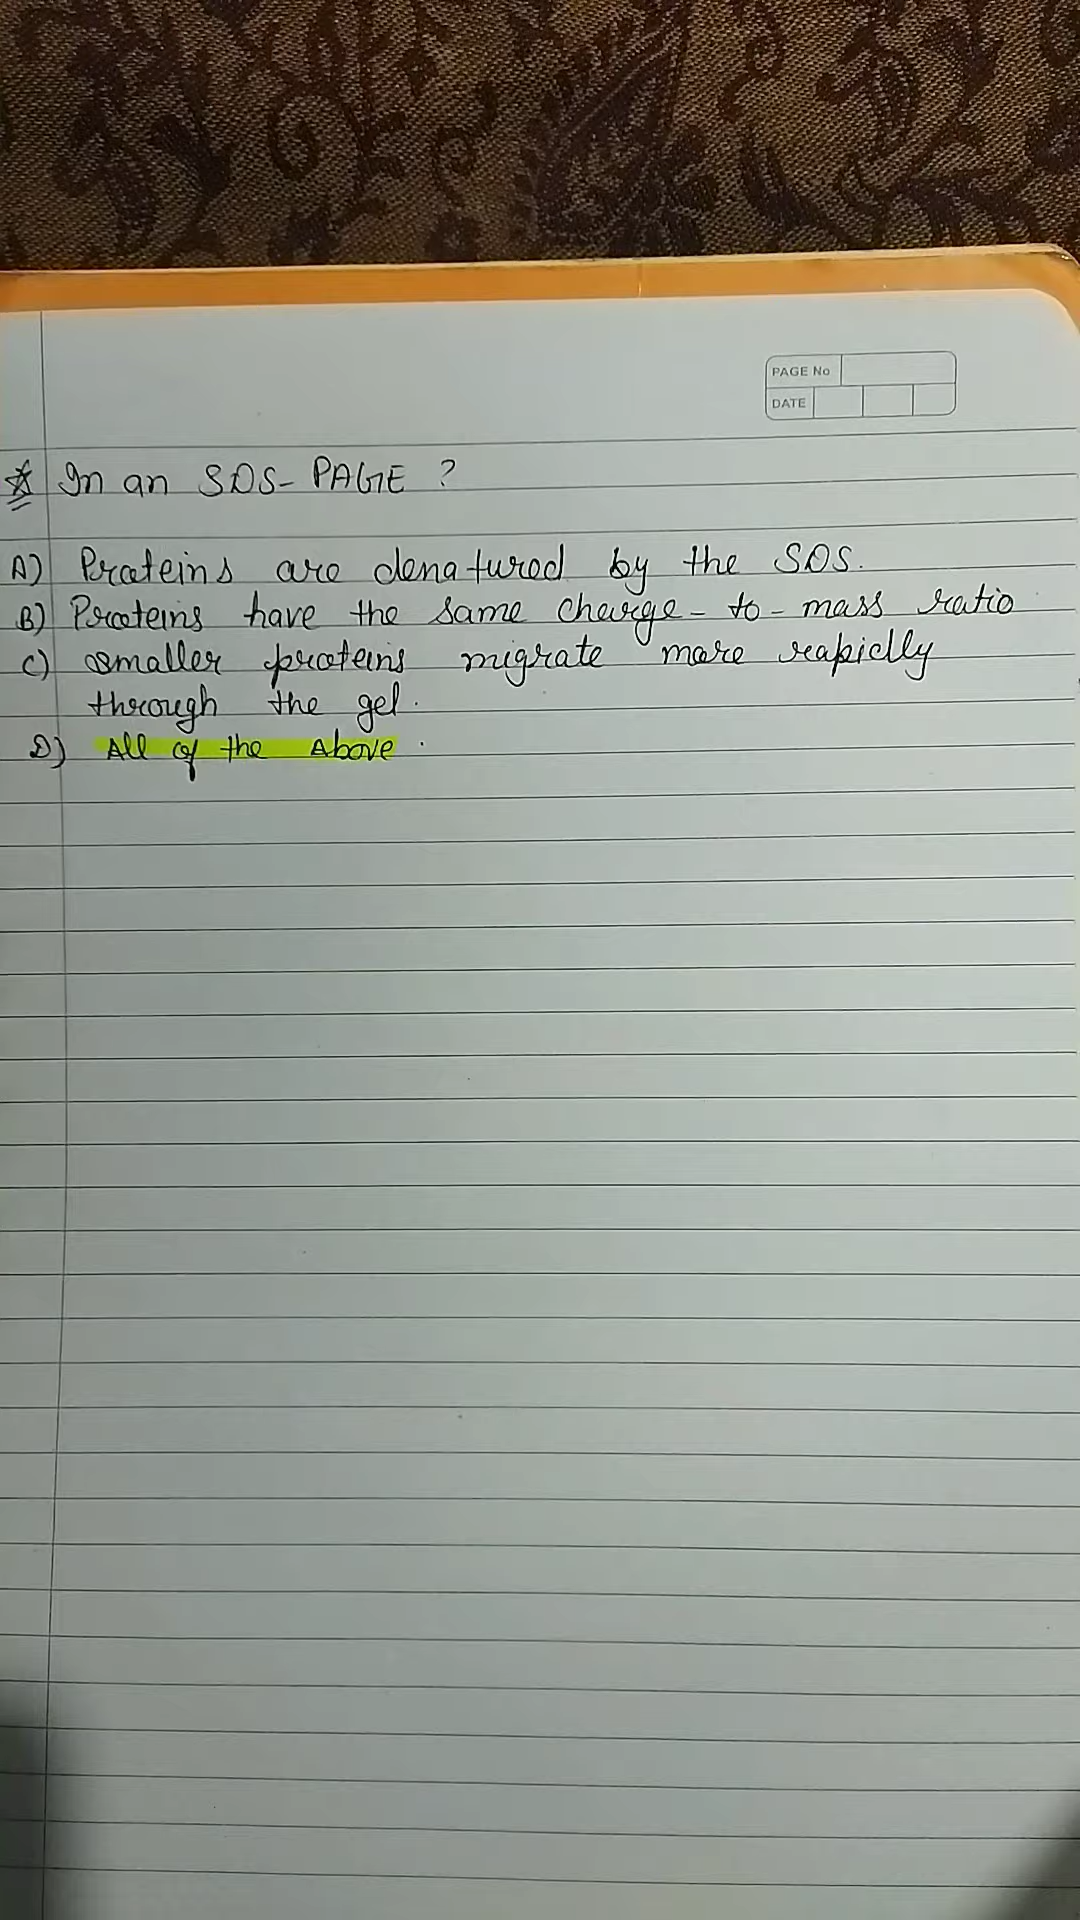 PAGE No
DATE
* In an SDS-PAGE ?
A) Proteins are denatured by the SDS.
B) Proteins have the same charge-to-mass ratio
C) smaller proteins migrate more rapidly
through the gel.
D) All of the Above.